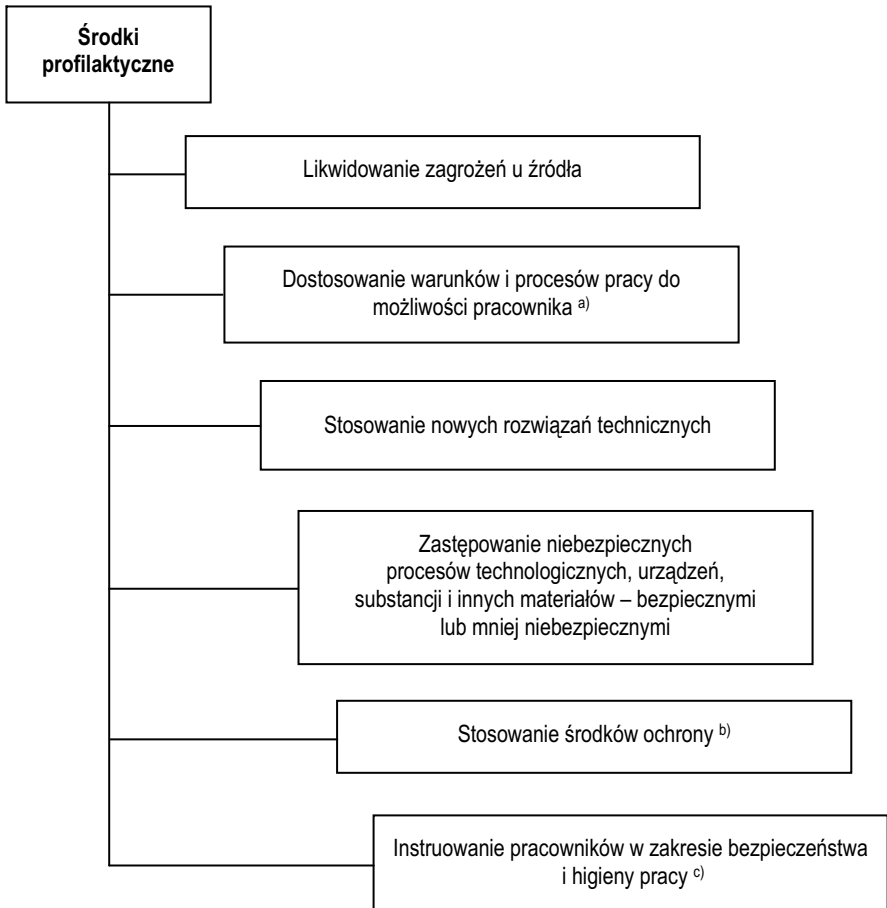 Środki
profilaktyczne
Likwidowanie zagrożeń u źródła
Dostosowanie warunków i procesów pracy do
możliwości pracownika a)
Stosowanie nowych rozwiązań technicznych
Zastępowanie niebezpiecznych
procesów technologicznych, urządzeń,
substancji i innych materiałów – bezpiecznymi
lub mniej niebezpiecznymi
Stosowanie środków ochrony b)
Instruowanie pracowników w zakresie bezpieczeństwa
i higieny pracy c)